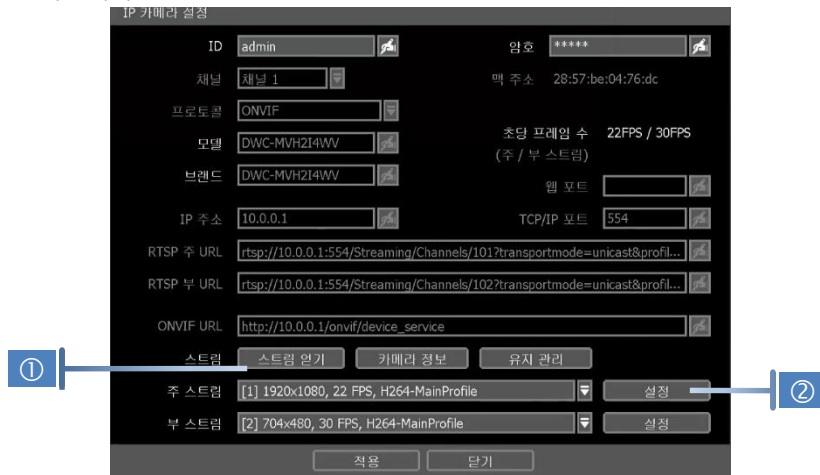 IP 카메라 설정
ID admin 암호 *****
채널 채널 1 맥 주소 28:57:be:04:76:dc
프로토콜 ONVIF
모델 DWC-MVH2I4WV 초당 프레임 수 22FPS / 30FPS
(주 / 부 스트림)
브랜드 DWC-MVH2I4WV
웹 포트
IP 주소 10.0.0.1 TCP/IP 포트 554
RTSP 주 URL rtsp://10.0.0.1:554/Streaming/Channels/101?transportmode=unicast&profil...
RTSP 부 URL rtsp://10.0.0.1:554/Streaming/Channels/102?transportmode=unicast&profil...
ONVIF URL http://10.0.0.1/onvif/device_service
스트림 스트림 얻기 카메라 정보 유지 관리
①
주 스트림 [1] 1920x1080, 22 FPS, H264-MainProfile 설정 ②
부 스트림 [2] 704x480, 30 FPS, H264-MainProfile 설정
적용 닫기